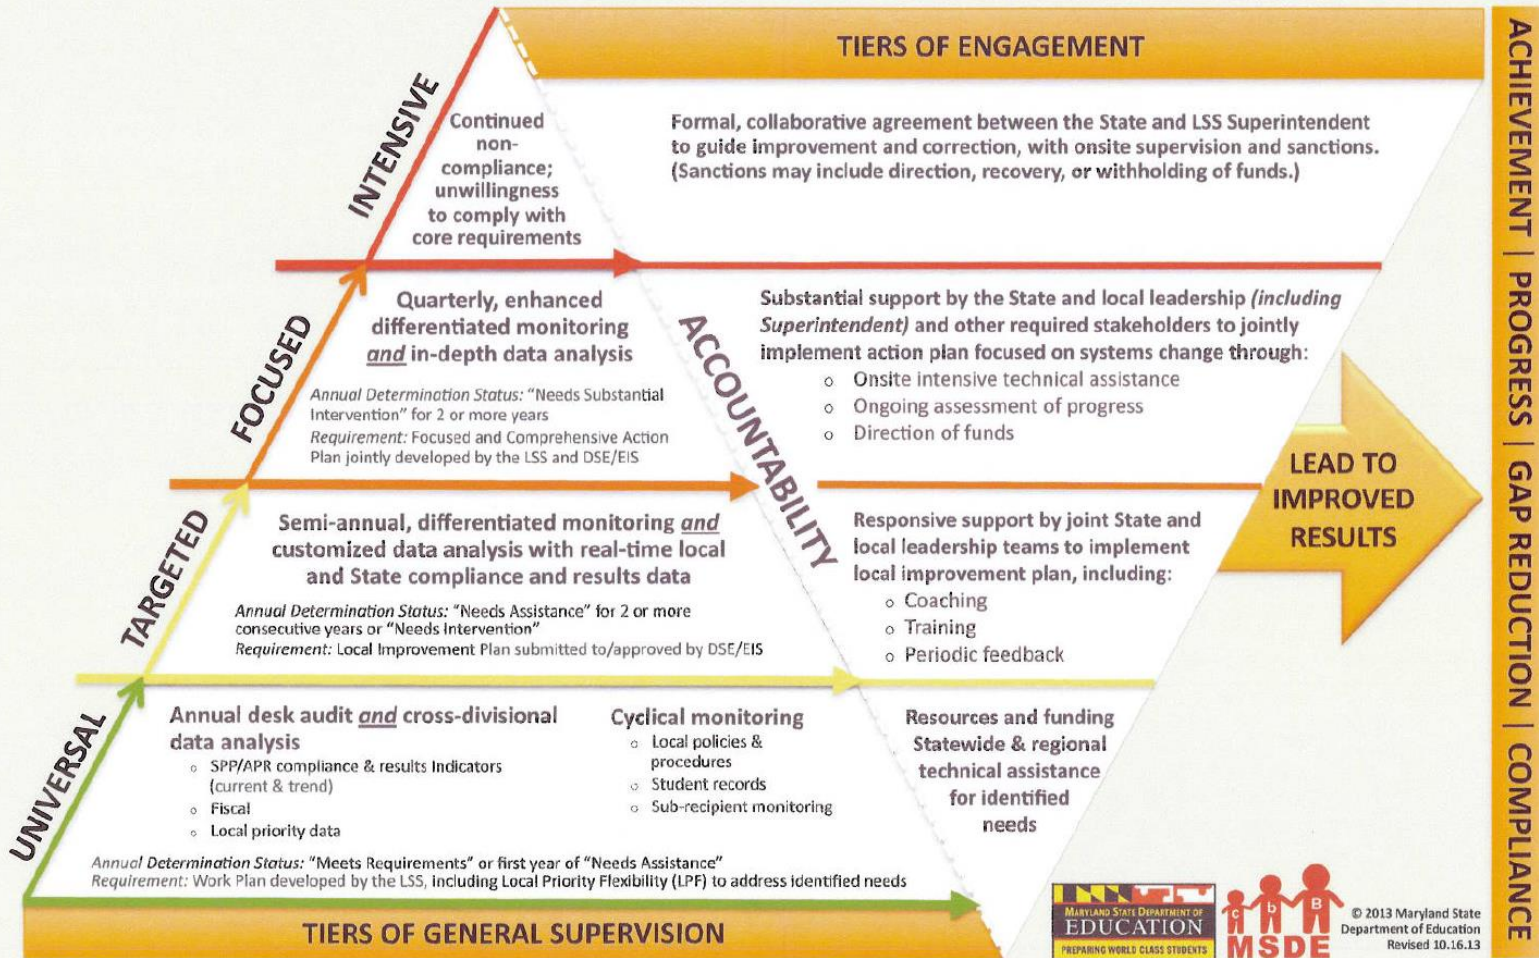 TIERS OF ENGAGEMENT
INTENSIVE
Continued
non-
compliance;
unwillingness
to comply with
core requirements
Formal, collaborative agreement between the State and LSS Superintendent
to guide improvement and correction, with onsite supervision and sanctions.
(Sanctions may include direction, recovery, or withholding of funds.)
FOCUSED
Quarterly, enhanced
differentiated monitoring
and in-depth data analysis
Annual Determination Status: "Needs Substantial
Intervention" for 2 or more years
Requirement: Focused and Comprehensive Action
Plan jointly developed by the LSS and DSE/EIS
ACCOUNTABILITY
Substantial support by the State and local leadership (including
Superintendent) and other required stakeholders to jointly
implement action plan focused on systems change through:
o Onsite intensive technical assistance
o Ongoing assessment of progress
o Direction of funds
TARGETED
Semi-annual, differentiated monitoring and
customized data analysis with real-time local
and State compliance and results data
Annual Determination Status: "Needs Assistance" for 2 or more
consecutive years or "Needs Intervention"
Requirement: Local Improvement Plan submitted to/approved by DSE/EIS
Responsive support by joint State and
local leadership teams to implement
local improvement plan, including:
o Coaching
o Training
o Periodic feedback
UNIVERSAL
Annual desk audit and cross-divisional
data analysis
o SPP/APR compliance & results Indicators
(current & trend)
o Fiscal
o Local priority data
Cyclical monitoring
o Local policies &
procedures
o Student records
o Sub-recipient monitoring
Annual Determination Status: "Meets Requirements" or first year of "Needs Assistance"
Requirement: Work Plan developed by the LSS, including Local Priority Flexibility (LPF) to address identified needs
Resources and funding
Statewide & regional
technical assistance
for identified
needs
TIERS OF GENERAL SUPERVISION
LEAD TO
IMPROVED
RESULTS
ACHIEVEMENT | PROGRESS | GAP REDUCTION | COMPLIANCE
MARYLAND STATE DEPARTMENT OF
EDUCATION
PREPARING WORLD CLASS STUDENTS
c b B
MSDE
© 2013 Maryland State
Department of Education
Revised 10.16.13